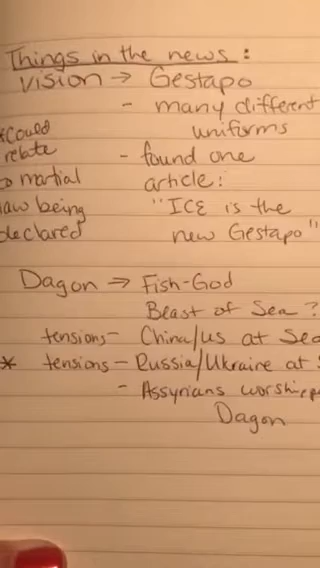 Things in the news:
vision → Gestapo
- many different
uniforms
*could
relate
to martial
law being
declared
- found one
article:
"ICE is the
new Gestapo"
Dagon → Fish-God
Beast of Sea?
tensions- China/us at Sea
* tensions - Russia/Ukraine at
- Assyrians worship
Dagon